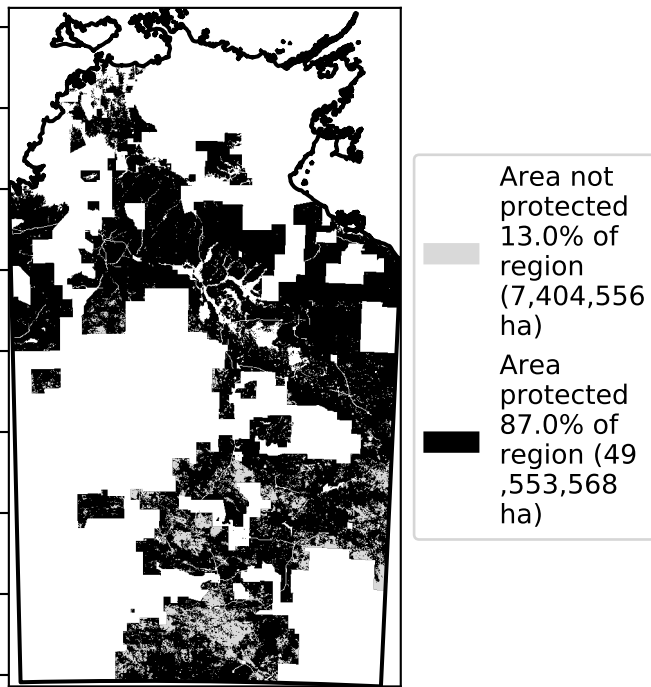 Area not
protected
13.0% of
region
(7,404,556
ha)
Area
protected
87.0% of
region (49
,553,568
ha)